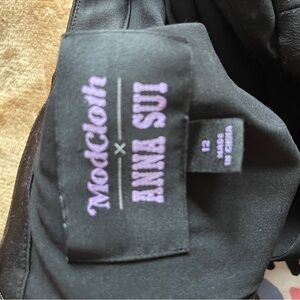 ModCloth
×
ANNA SUI
12
MADE
IN CHINA